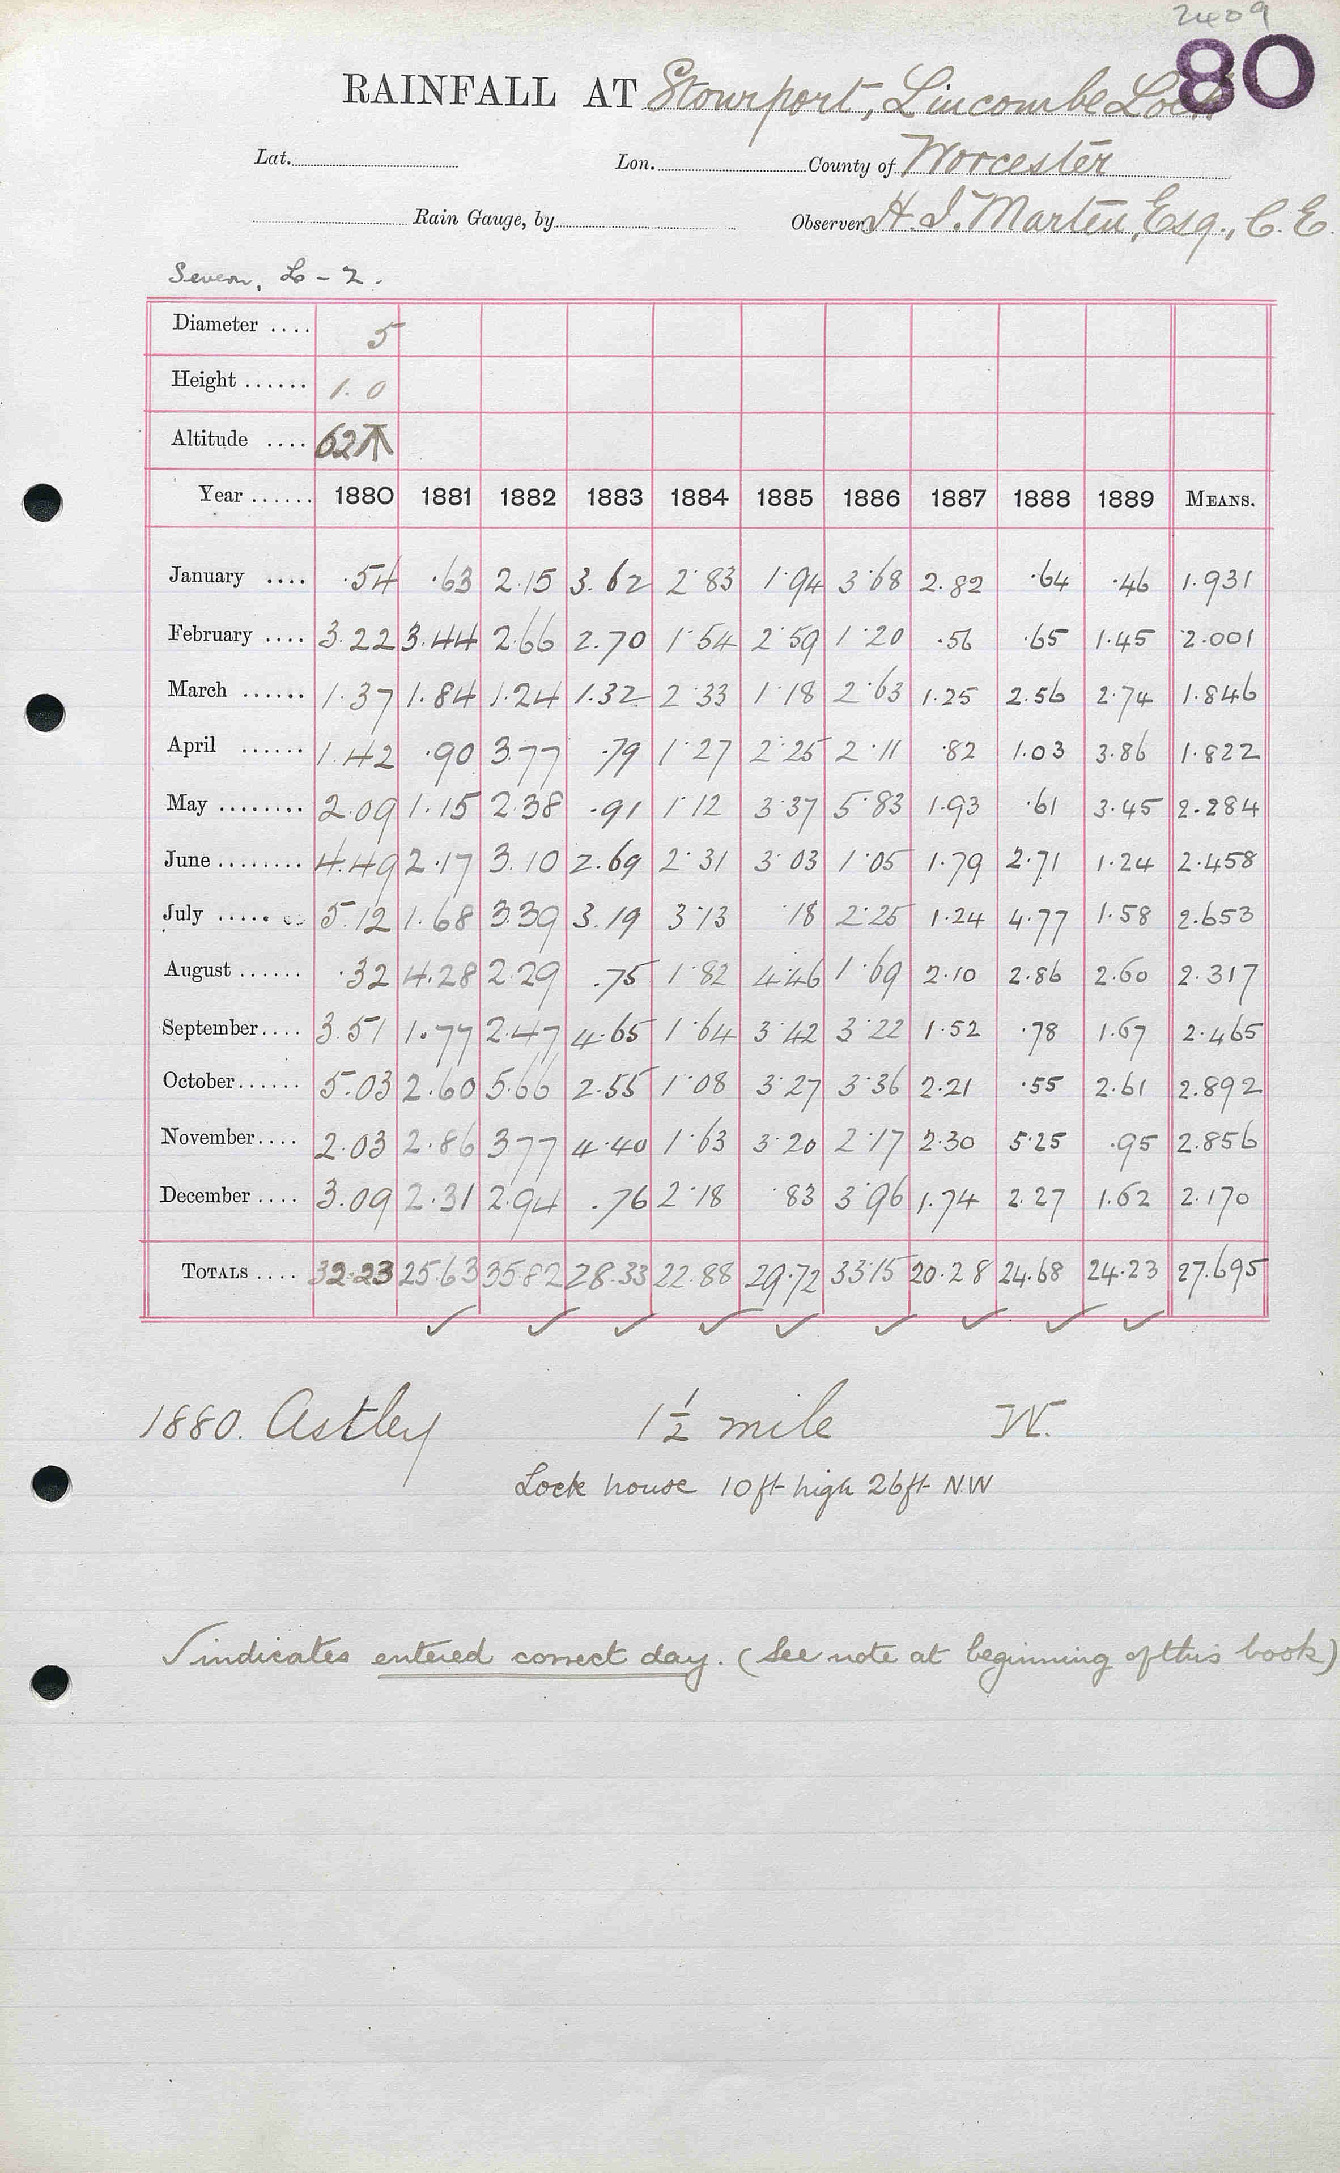 2409
80
RAINFALL AT Stourport, Lincombe Lock
Lat. Lon. County of Worcester
Rain Gauge, by Observer H. J. Marten, Esq., C.E.
Severn, L - 2.
Diameter .... 5
Height ...... 1.0
Altitude .... 62
Year ...... 1880 1881 1882 1883 1884 1885 1886 1887 1888 1889 MEANS.
January .... .54 .63 2.15 3.62 2.83 1.94 3.68 2.82 .64 .46 1.931
February .... 3.22 3.44 2.66 2.70 1.54 2.59 1.20 .56 .65 1.45 2.001
March ...... 1.37 1.84 1.24 1.32 2.33 1.18 2.63 1.25 2.56 2.74 1.846
April ...... 1.42 .90 3.77 .79 1.27 2.25 2.11 .82 1.03 3.86 1.822
May ........ 2.09 1.15 2.38 .91 1.12 3.37 5.83 1.93 .61 3.45 2.284
June ........ 4.49 2.17 3.10 2.69 2.31 3.03 1.05 1.79 2.71 1.24 2.458
July ........ 5.12 1.68 3.39 3.19 3.13 .18 2.25 1.24 4.77 1.58 2.653
August ...... .32 4.28 2.29 .75 1.82 4.46 1.69 2.10 2.86 2.60 2.317
September .... 3.51 1.77 2.47 4.65 1.64 3.42 3.22 1.52 .78 1.67 2.465
October ...... 5.03 2.60 5.66 2.55 1.08 3.27 3.36 2.21 .55 2.61 2.892
November .... 2.03 2.86 3.77 4.40 1.63 3.20 2.17 2.30 5.25 .95 2.856
December .... 3.09 2.31 2.94 .76 2.18 .83 3.96 1.74 2.27 1.62 2.170
TOTALS .... 32.23 25.63 35.82 28.33 22.88 29.72 33.15 20.28 24.68 24.23 27.695
✓ ✓ ✓ ✓ ✓ ✓ ✓ ✓ ✓
1880. Astley 1½ mile W.
Lock house 10ft high 26ft NW
✓ indicates entered correct day. (See note at beginning of this book)